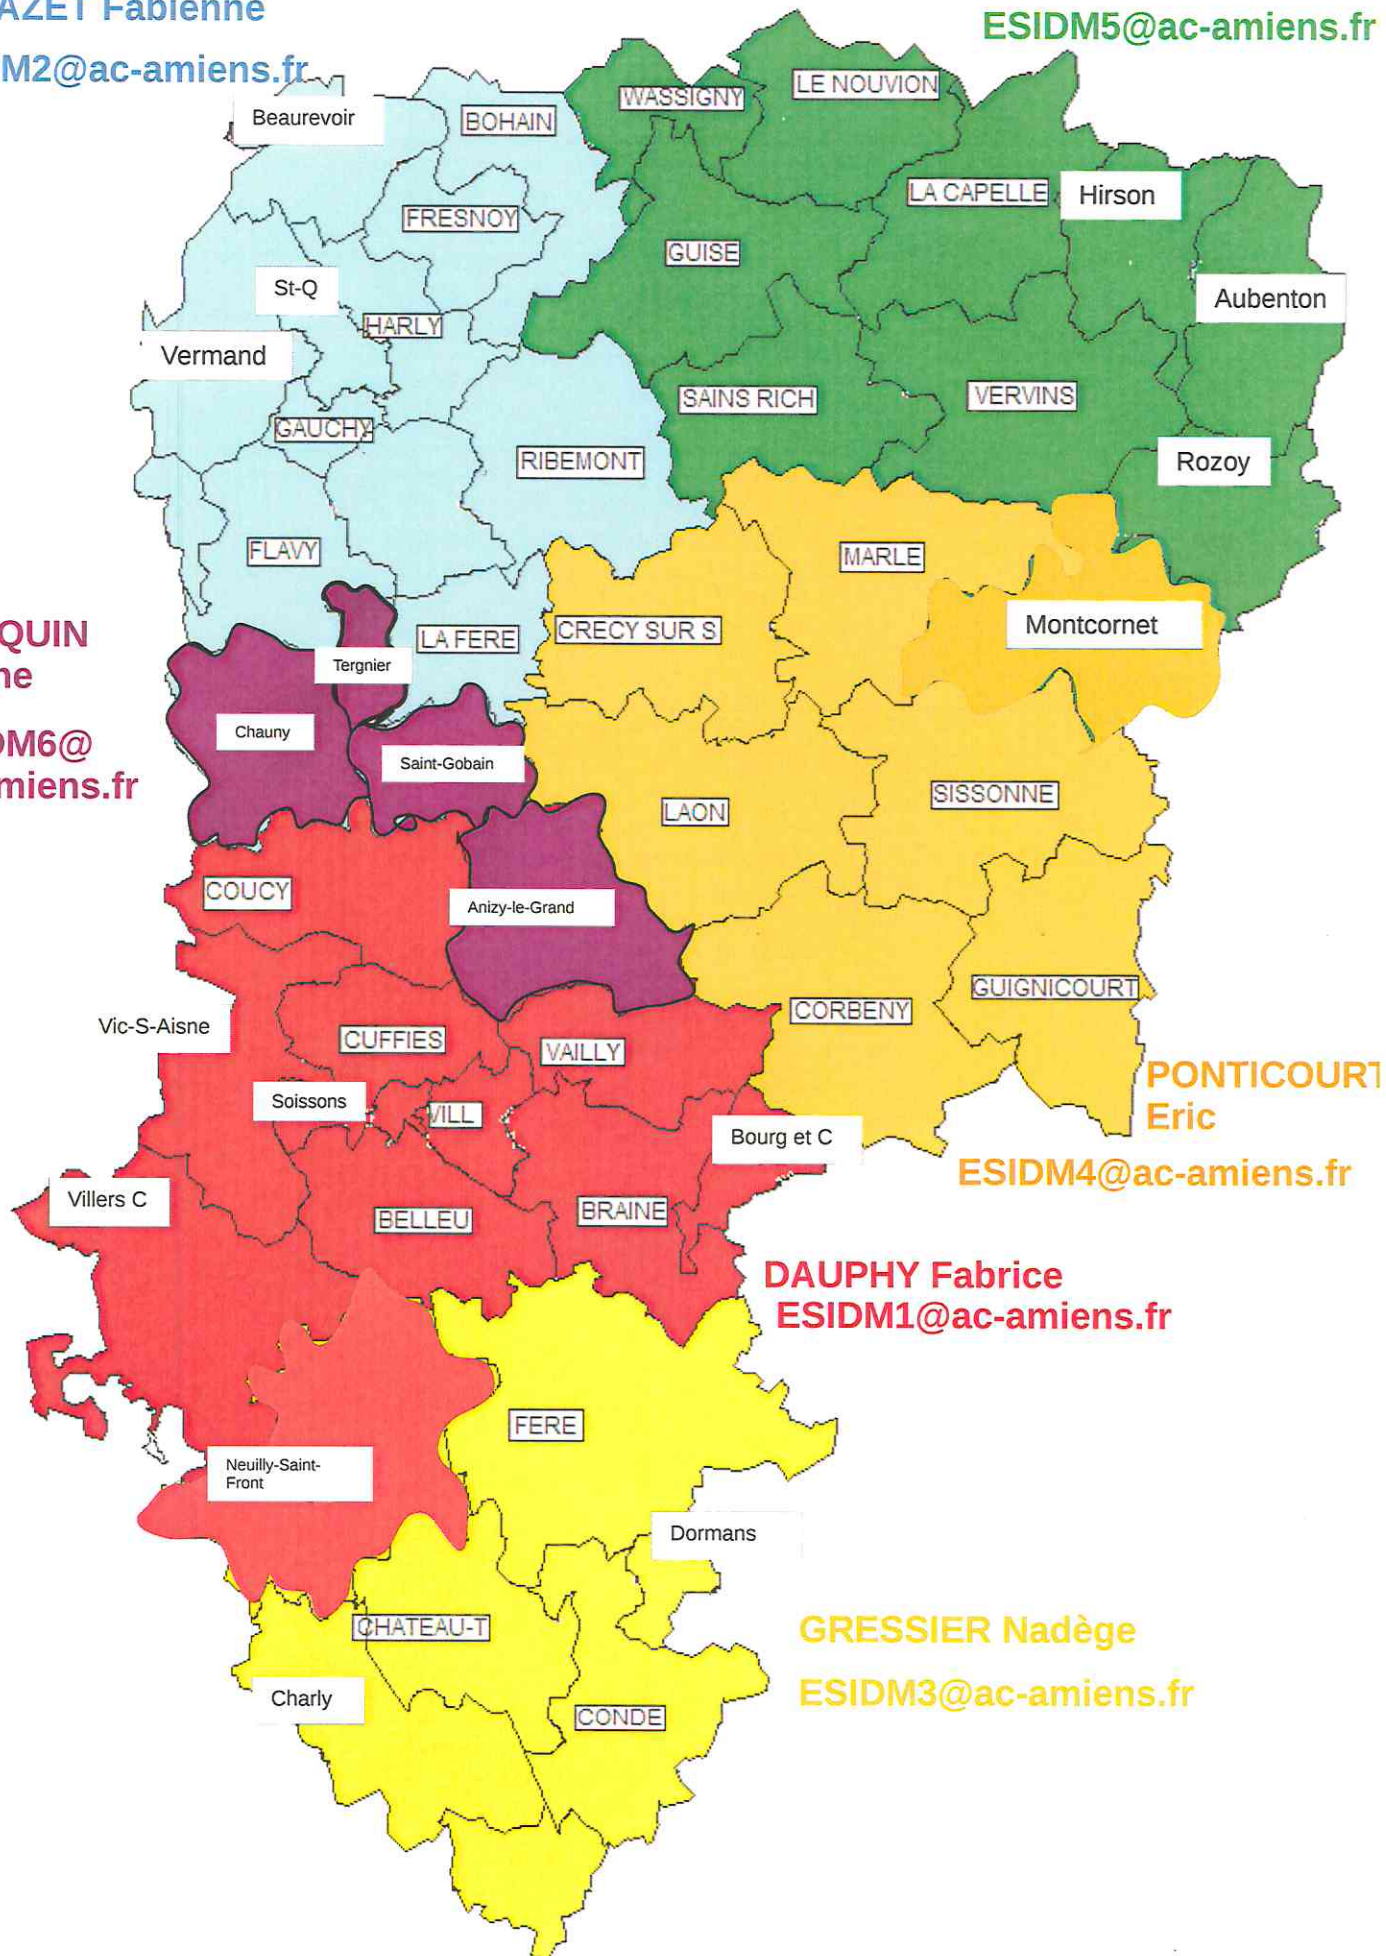 AZET Fabienne
M2@ac-amiens.fr
ESIDM5@ac-amiens.fr
WASSIGNY
LE NOUVION
Beaurevoir
BOHAIN
LA CAPELLE
Hirson
FRESNOY
GUISE
St-Q
Aubenton
HARLY
Vermand
SAINS RICH
VERVINS
GAUCHY
RIBEMONT
Rozoy
FLAVY
MARLE
QUIN
ne
CRECY SUR S
Montcornet
LA FERE
Tergnier
DM6@
miens.fr
Chauny
Saint-Gobain
LAON
SISSONNE
COUCY
Anizy-le-Grand
GUIGNICOURT
CORBENY
Vic-S-Aisne
CUFFIES
VAILLY
PONTICOURT
Eric
ESIDM4@ac-amiens.fr
Soissons
VILL
Bourg et C
Villers C
BELLEU
BRAINE
DAUPHY Fabrice
ESIDM1@ac-amiens.fr
FERE
Neuilly-Saint-
Front
Dormans
CHATEAU-T
GRESSIER Nadège
ESIDM3@ac-amiens.fr
Charly
CONDE